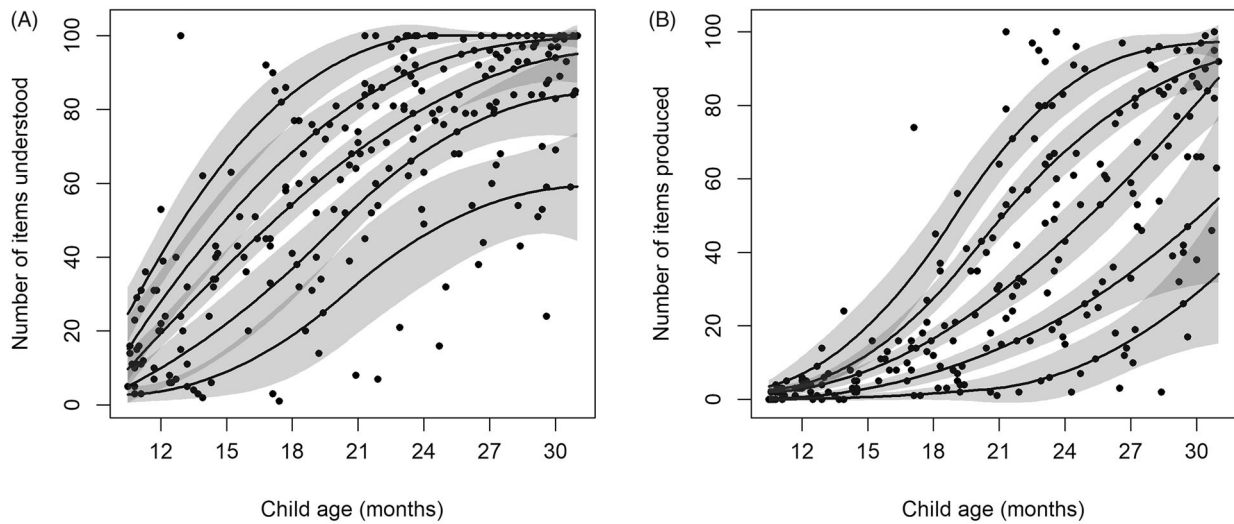 (A)
Number of items understood
100
80
60
40
20
0
12 15 18 21 24 27 30
Child age (months)
(B)
Number of items produced
100
80
60
40
20
0
12 15 18 21 24 27 30
Child age (months)